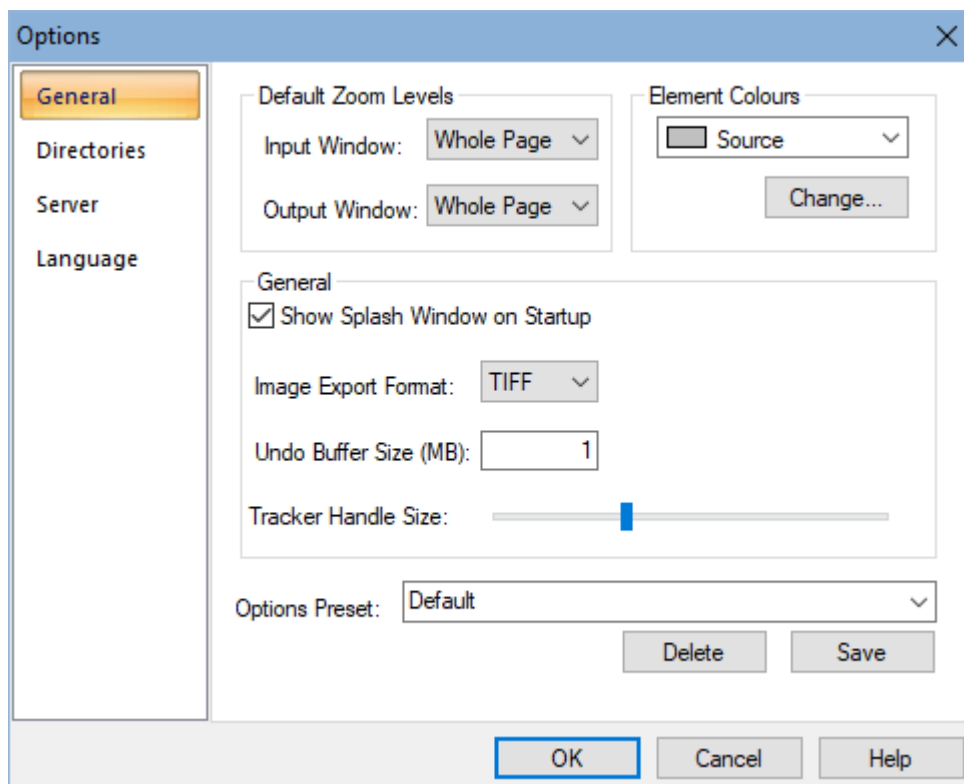 Options
General
Directories
Server
Language
Default Zoom Levels
Input Window: Whole Page
Output Window: Whole Page
Element Colours
Source
Change...
General
Show Splash Window on Startup
Image Export Format: TIFF
Undo Buffer Size (MB): 1
Tracker Handle Size:
Options Preset: Default
Delete Save
OK Cancel Help